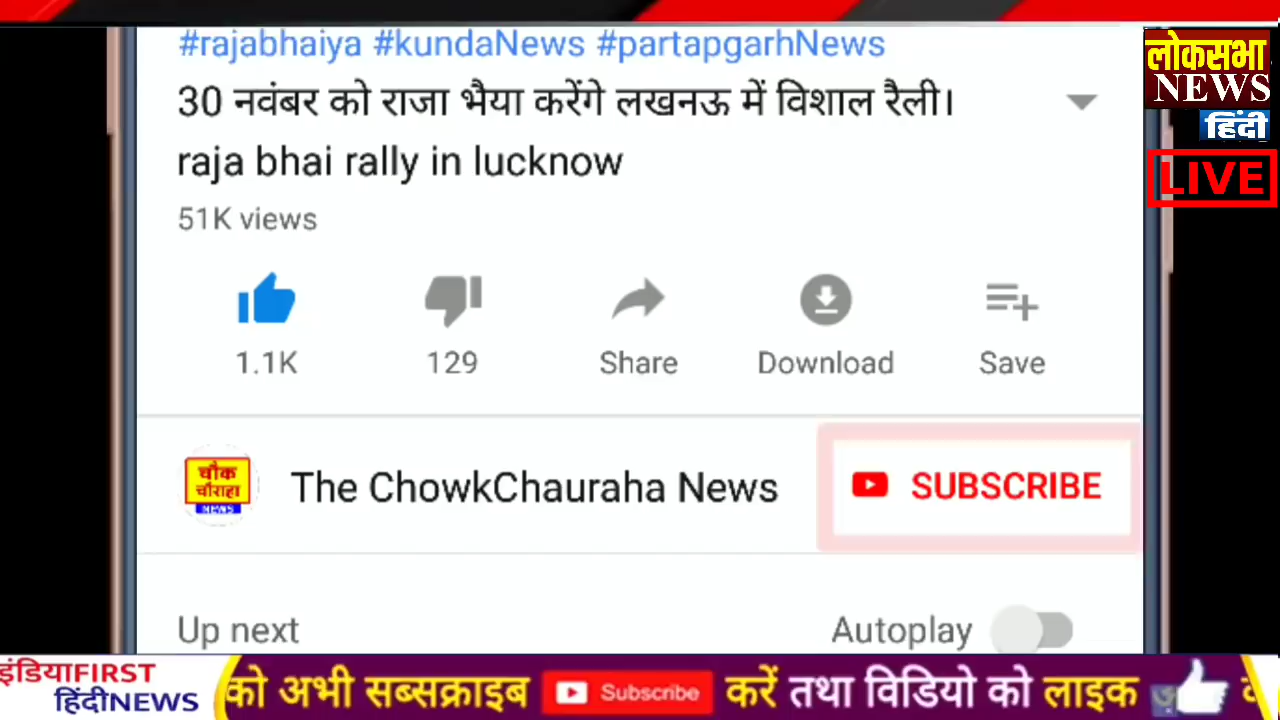 #rajabhaiya #kundaNews #partapgarhNews
30 नवंबर को राजा भैया करेंगे लखनऊ में विशाल रैली।
raja bhai rally in lucknow
51K views
1.1K 129 Share Download Save
चौक
चौराहा
NEWS
The ChowkChauraha News
SUBSCRIBE
Up next
Autoplay
लोकसभा
NEWS
हिंदी
LIVE
इंडियाFIRST
हिंदीNEWS
को अभी सब्सक्राइब Subscribe करें तथा विडियो को लाइक